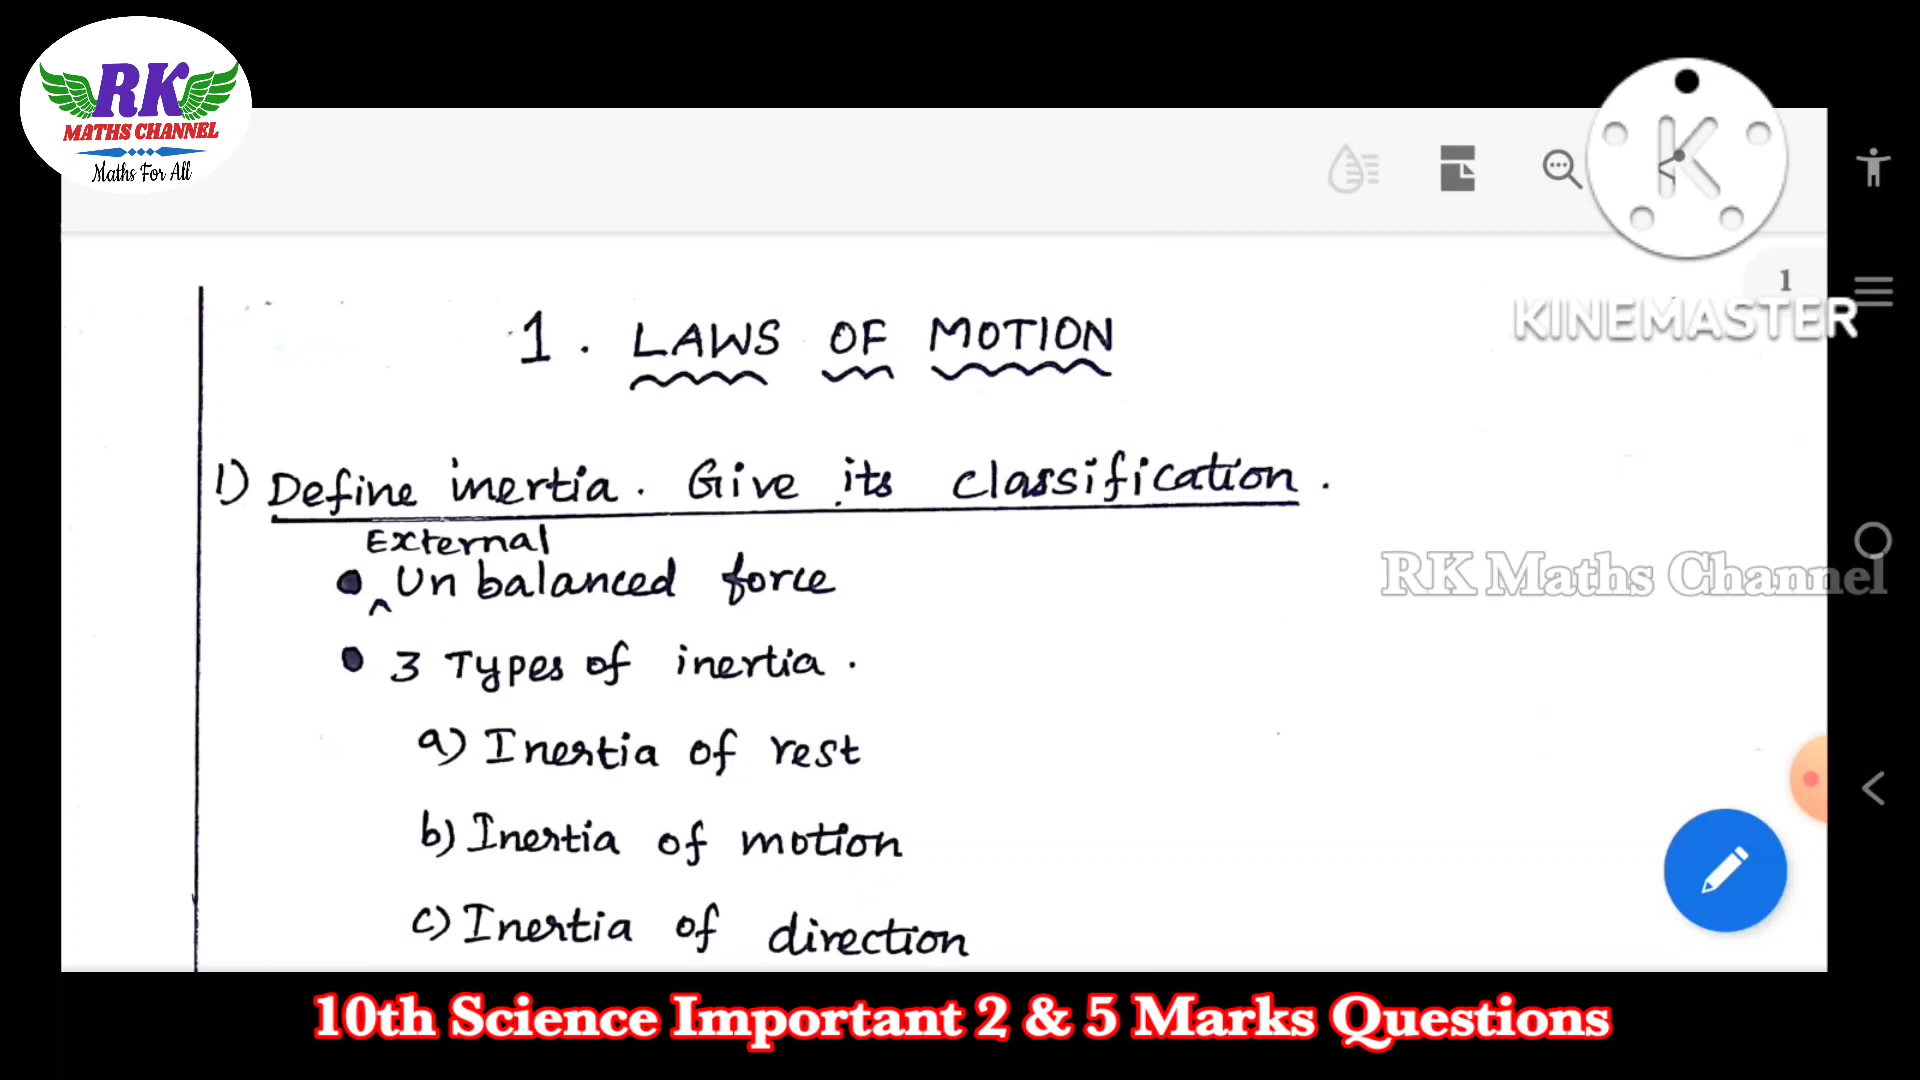 RK
MATHS CHANNEL
Maths For All
K
1
KINEMASTER
1. LAWS OF MOTION
1) Define inertia. Give its classification.
External
• ^ Un balanced force
RK Maths Channel
• 3 Types of inertia.
a) Inertia of rest
b) Inertia of motion
c) Inertia of direction
10th Science Important 2 & 5 Marks Questions